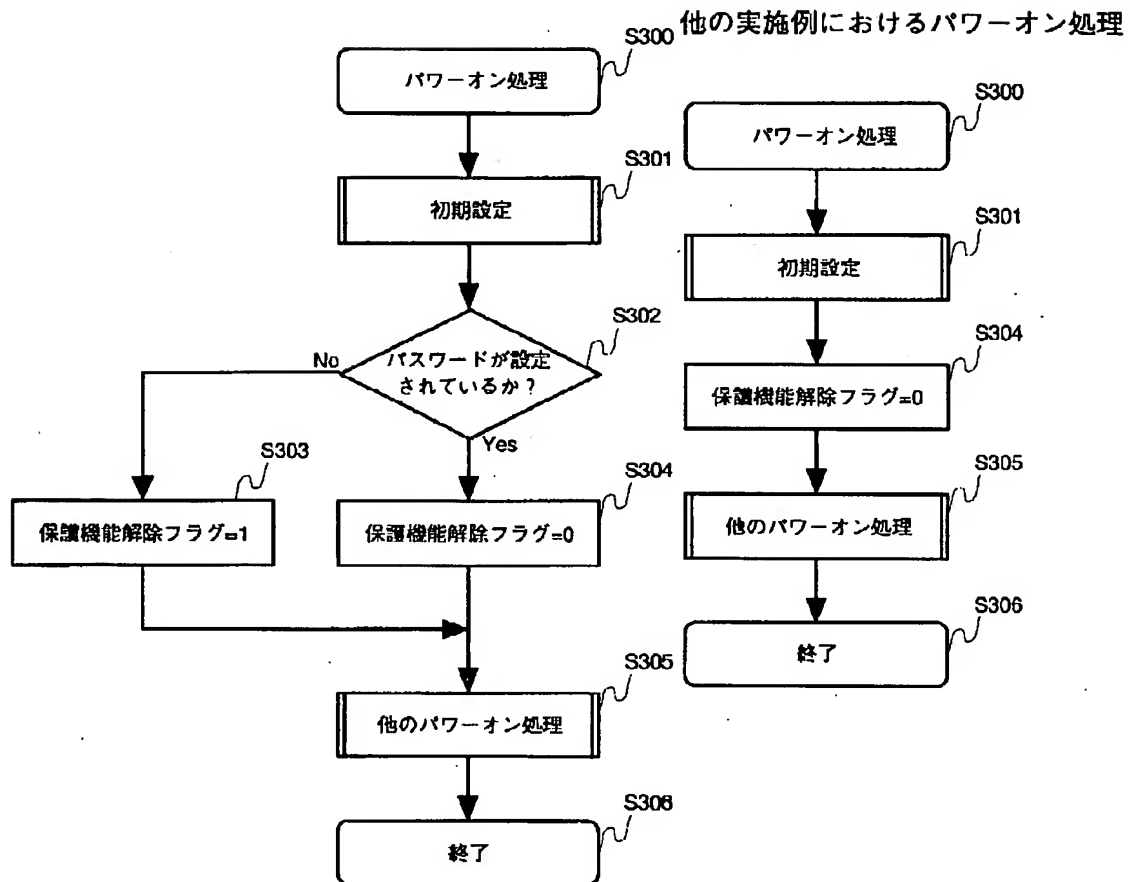 他の実施例におけるパワーオン処理
S300
パワーオン処理
S301
初期設定
S302
パスワードが設定
されているか？
No
Yes
S303
保護機能解除フラグ=1
S304
保護機能解除フラグ=0
S305
他のパワーオン処理
S306
終了
S300
パワーオン処理
S301
初期設定
S304
保護機能解除フラグ=0
S305
他のパワーオン処理
S306
終了